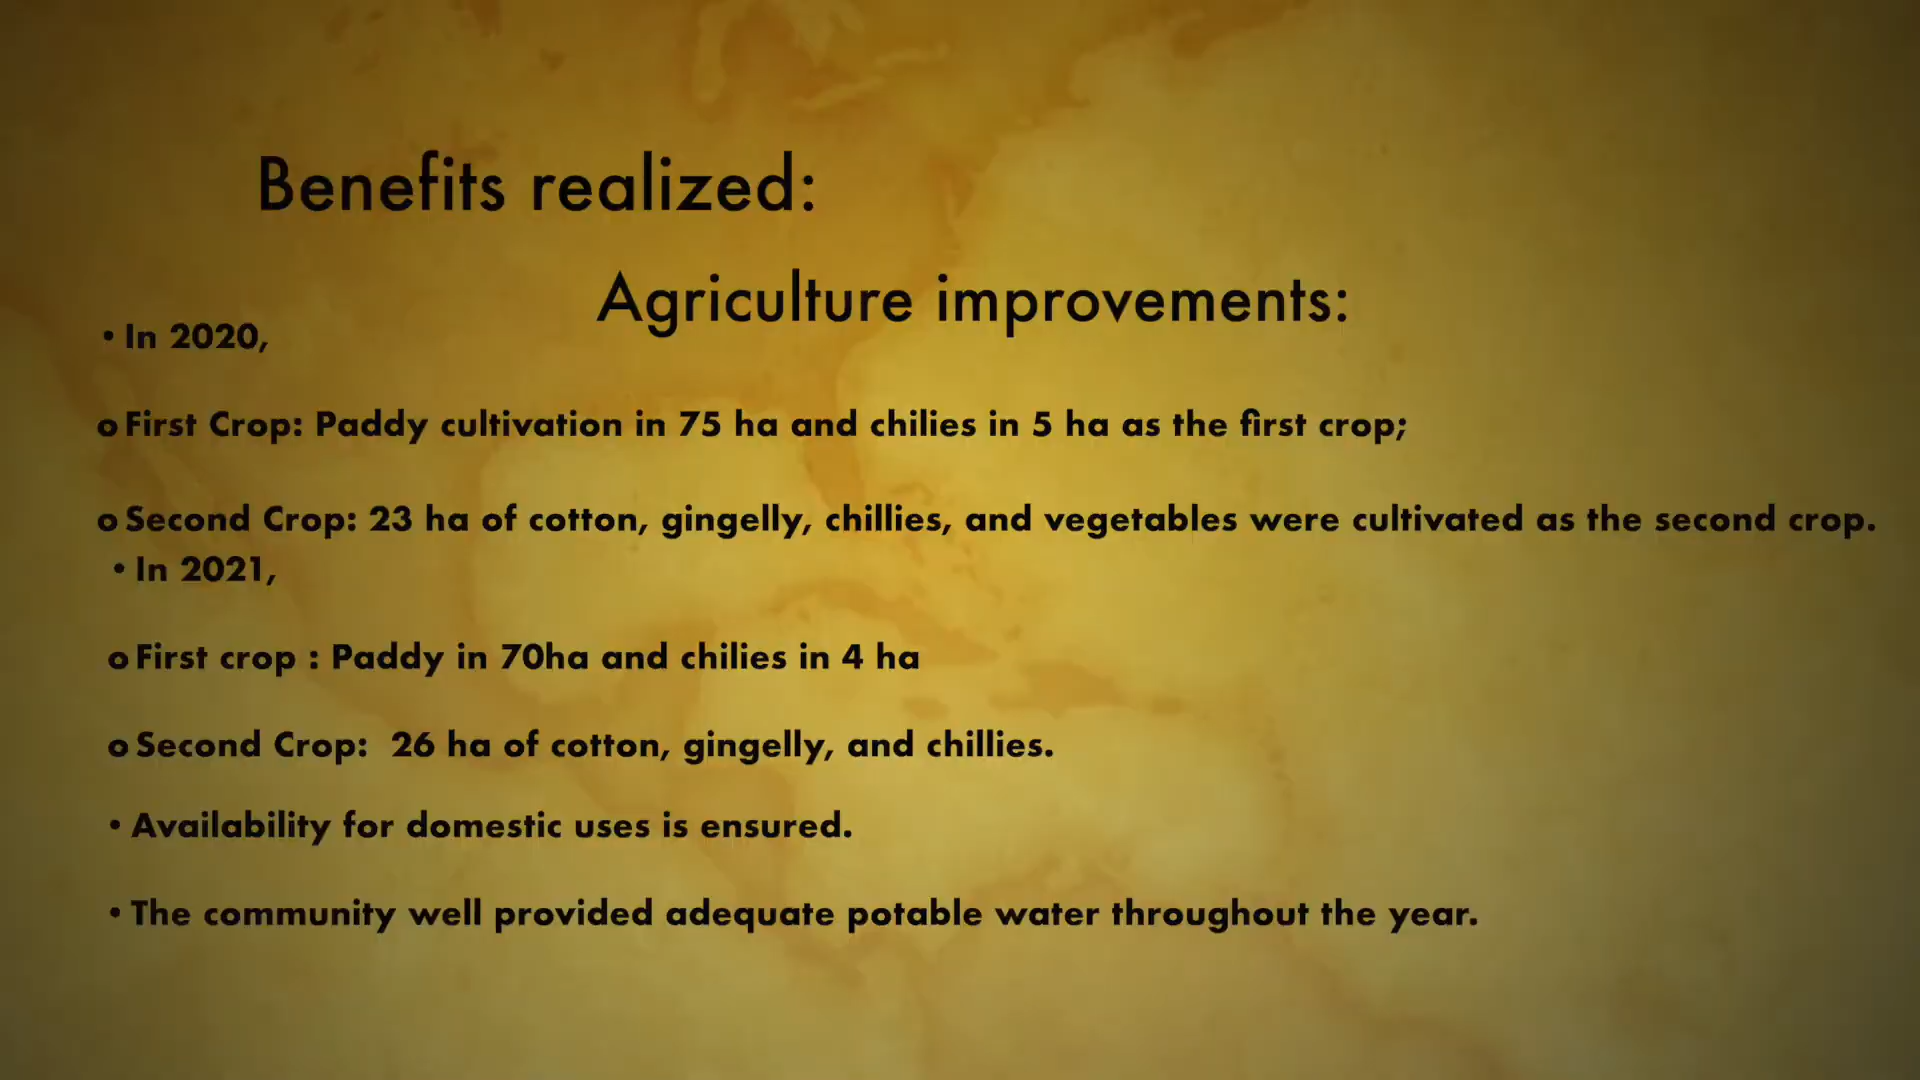 Benefits realized:
Agriculture improvements:
• In 2020,
o First Crop: Paddy cultivation in 75 ha and chilies in 5 ha as the first crop;
o Second Crop: 23 ha of cotton, gingelly, chillies, and vegetables were cultivated as the second crop.
• In 2021,
o First crop : Paddy in 70ha and chilies in 4 ha
o Second Crop:  26 ha of cotton, gingelly, and chillies.
• Availability for domestic uses is ensured.
• The community well provided adequate potable water throughout the year.